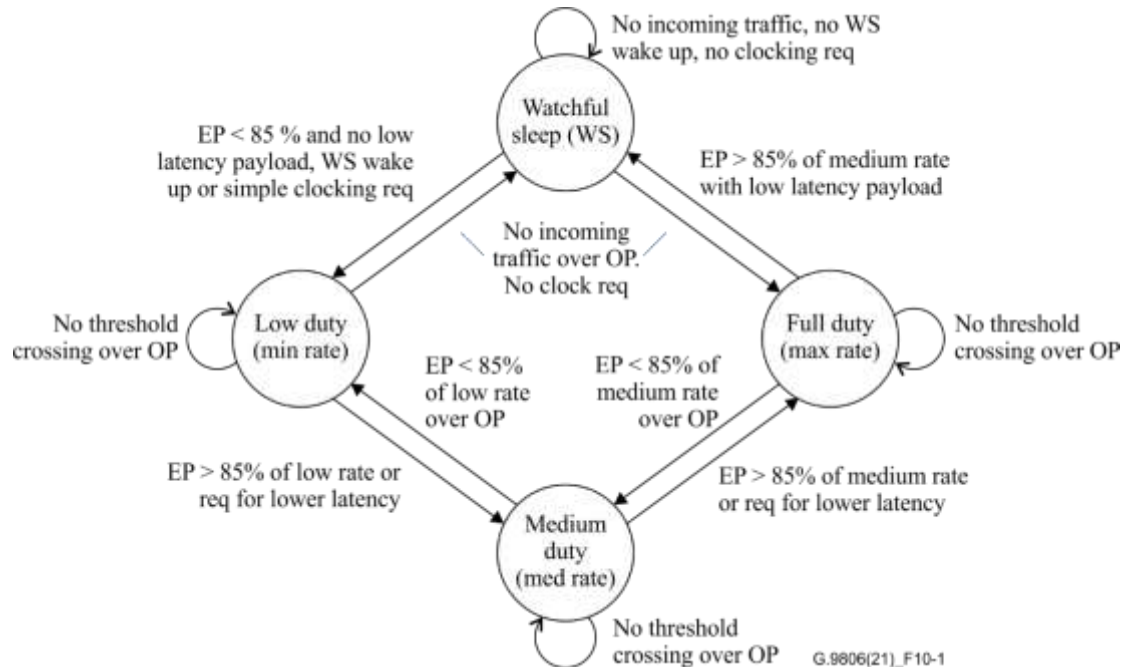 No incoming traffic, no WS
wake up, no clocking req
Watchful
sleep (WS)
EP < 85 % and no low
latency payload, WS wake
up or simple clocking req
EP > 85% of medium rate
with low latency payload
No incoming
traffic over OP.
No clock req
No threshold
crossing over OP
Low duty
(min rate)
Full duty
(max rate)
No threshold
crossing over OP
EP < 85%
of low rate
over OP
EP < 85% of
medium rate
over OP
EP > 85% of low rate or
req for lower latency
EP > 85% of medium rate
or req for lower latency
Medium
duty
(med rate)
No threshold
crossing over OP
G.9806(21)_F10-1